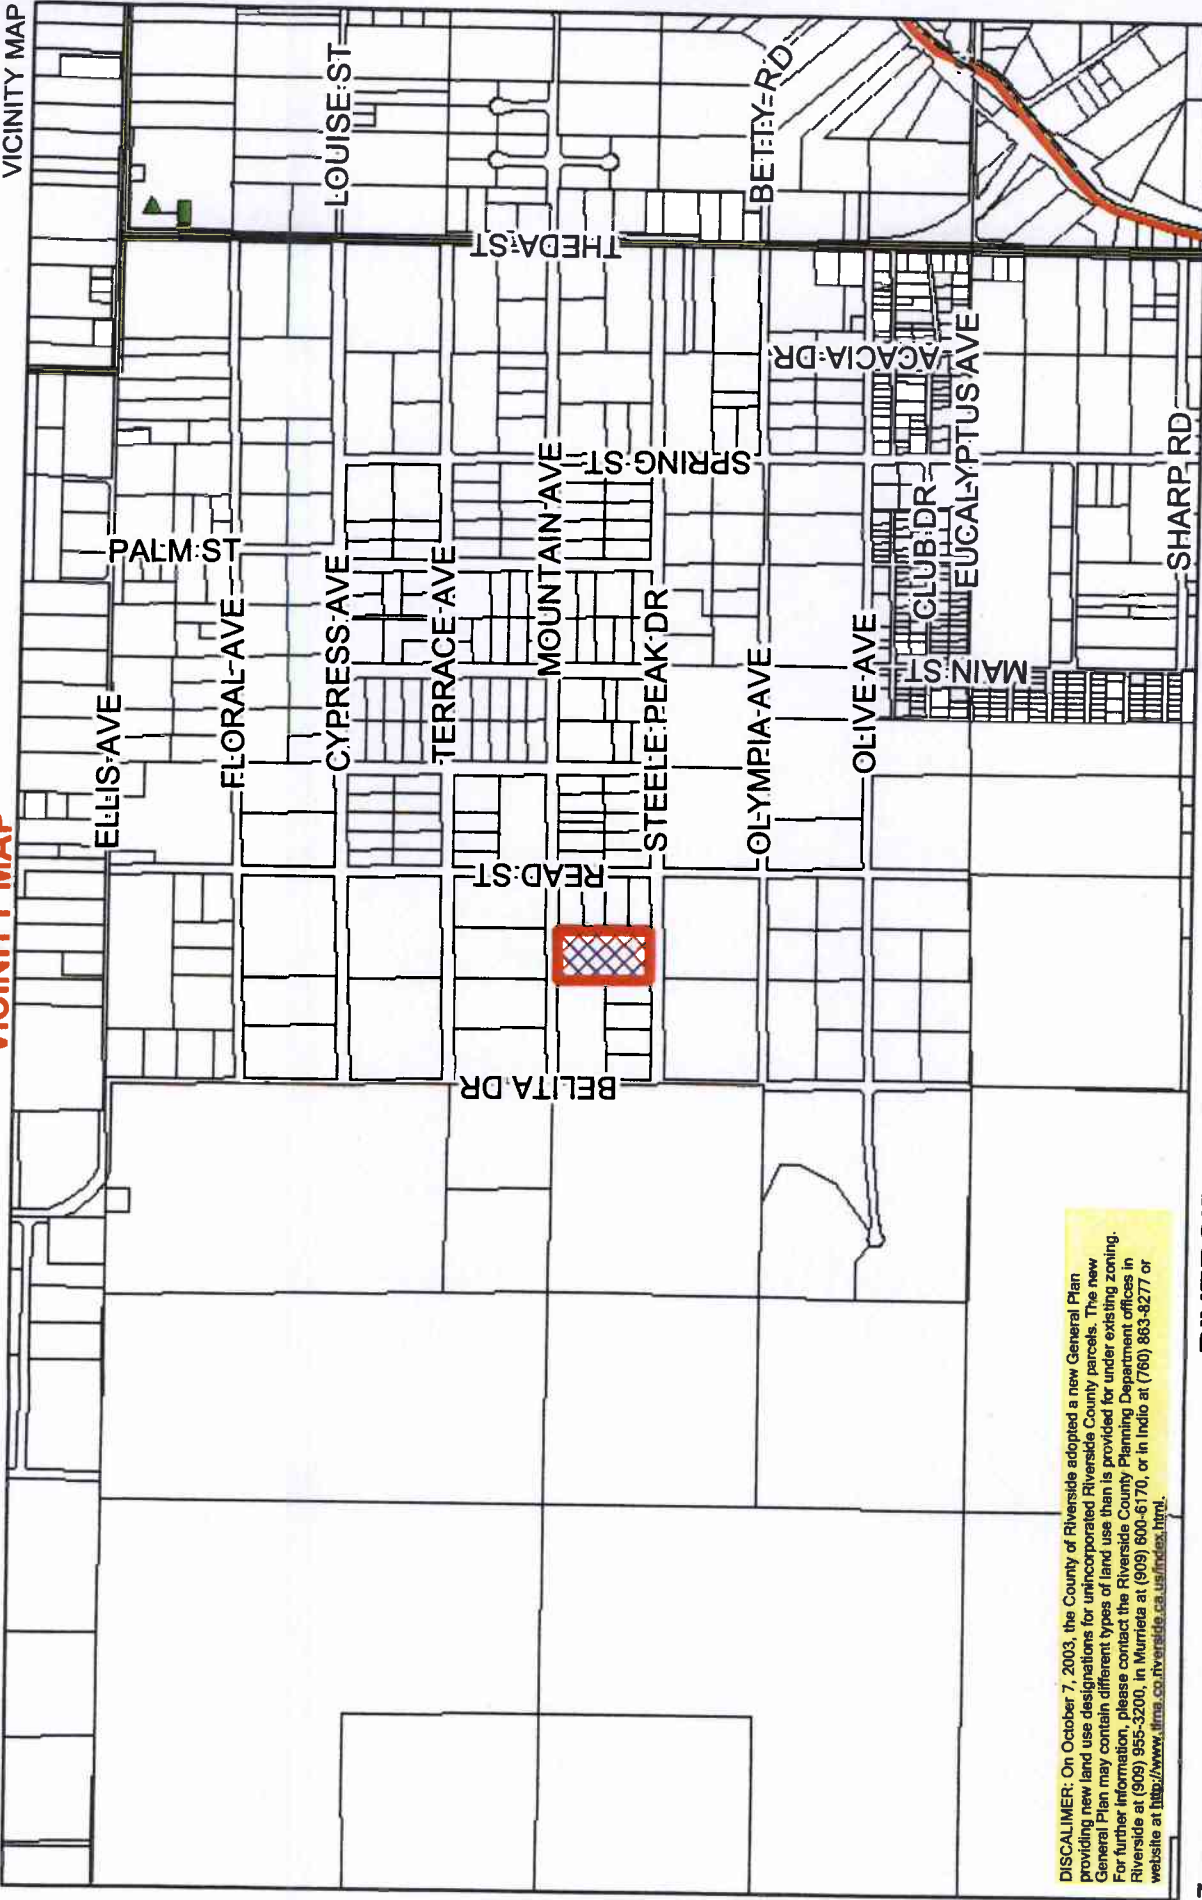 VICINITY MAP
VICINITY MAP
ELLIS AVE
PALM ST
FLORAL AVE
LOUISE ST
CYPRESS AVE
TERRACE AVE
THEDA ST
MOUNTAIN AVE
SPRING ST
READ ST
BELITA DR
STEELE PEAK DR
BETTY RD
OLYMPIA AVE
ACACIA DR
OLIVE AVE
CLUB DR
EUCALYPTUS AVE
MAIN ST
SHARP RD
DISCALIMER: On October 7, 2003, the County of Riverside adopted a new General Plan
providing new land use designations for unincorporated Riverside County parcels. The new
General Plan may contain different types of land use than is provided for under existing zoning.
For further information, please contact the Riverside County Planning Department offices in
Riverside at (909) 955-3200, in Murrieta at (909) 600-6170, or in Indio at (760) 863-8277 or
website at http://www.tlma.co.riverside.ca.us/index.html.